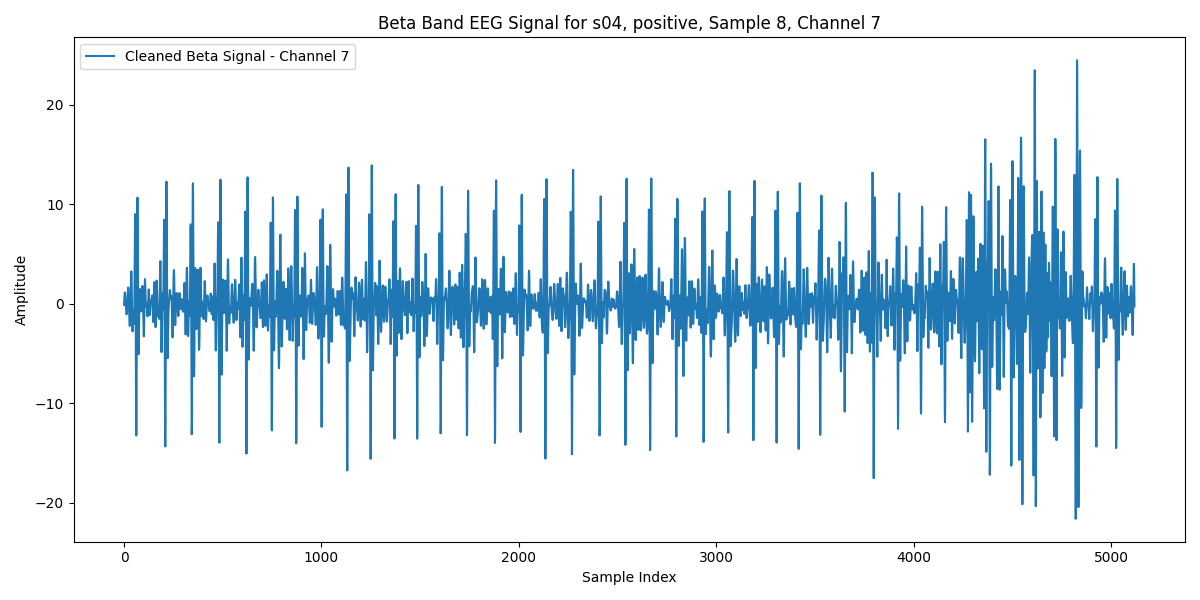 Beta Band EEG Signal for s04, positive, Sample 8, Channel 7
Cleaned Beta Signal - Channel 7
Amplitude
20
10
0
−10
−20
0 1000 2000 3000 4000 5000
Sample Index